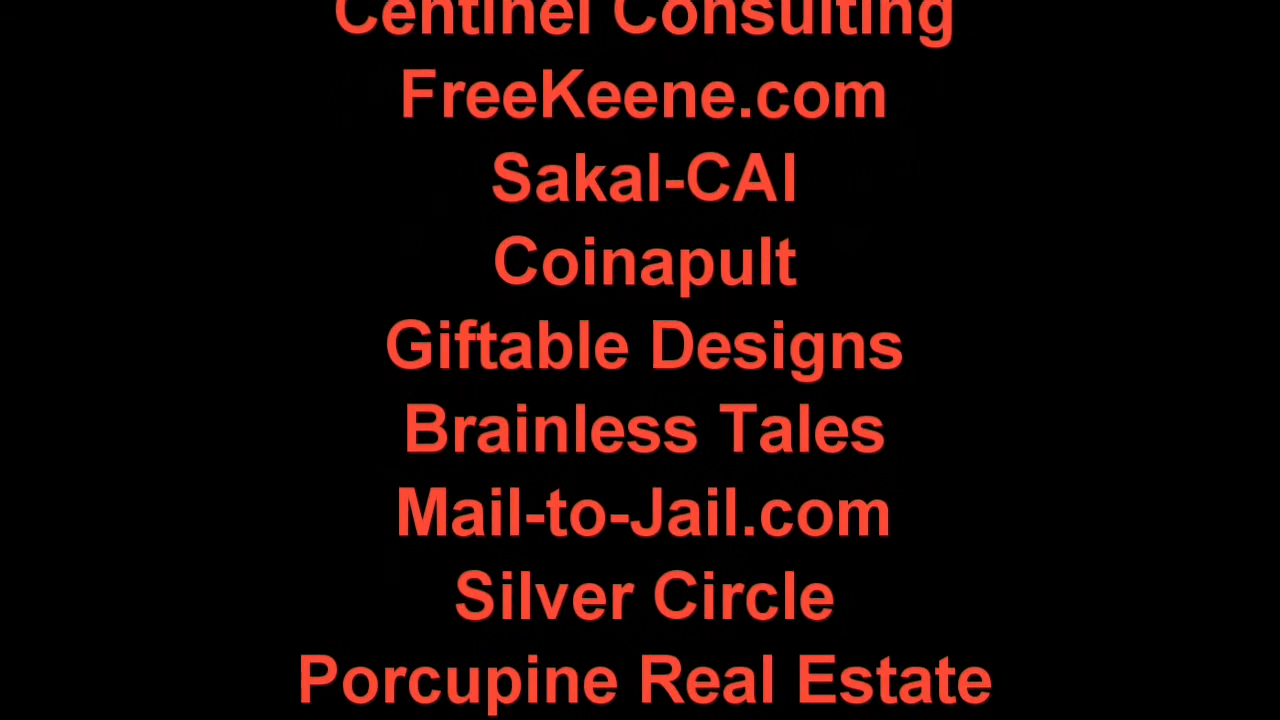 Centinel Consulting
FreeKeene.com
Sakal-CAI
Coinapult
Giftable Designs
Brainless Tales
Mail-to-Jail.com
Silver Circle
Porcupine Real Estate